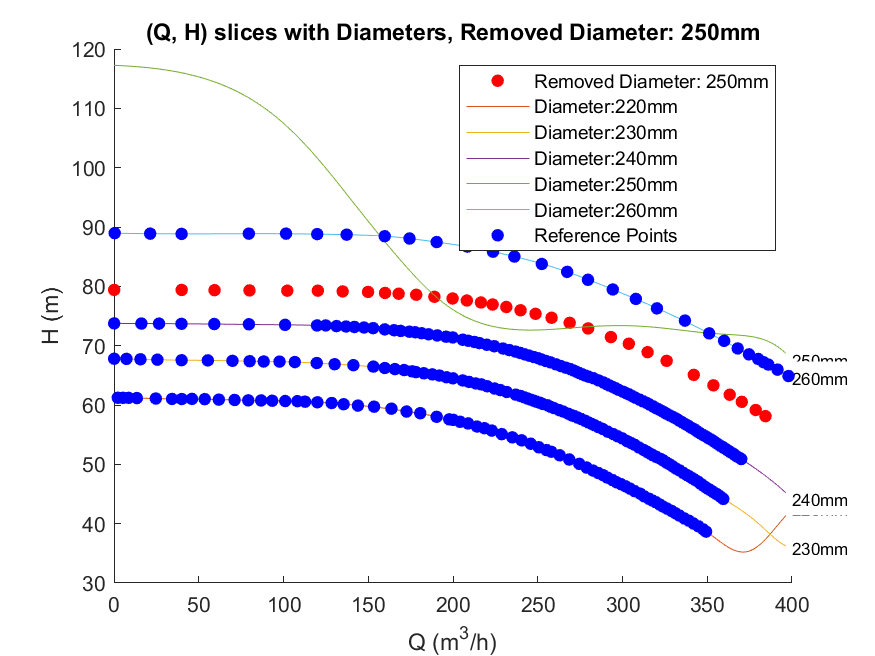 (Q, H) slices with Diameters, Removed Diameter: 250mm
120
110
100
90
80
70
60
50
40
30
H (m)
0
50
100
150
200
250
300
350
400
Q (m³/h)
Removed Diameter: 250mm
Diameter:220mm
Diameter:230mm
Diameter:240mm
Diameter:250mm
Diameter:260mm
Reference Points
250mm
260mm
240mm
230mm